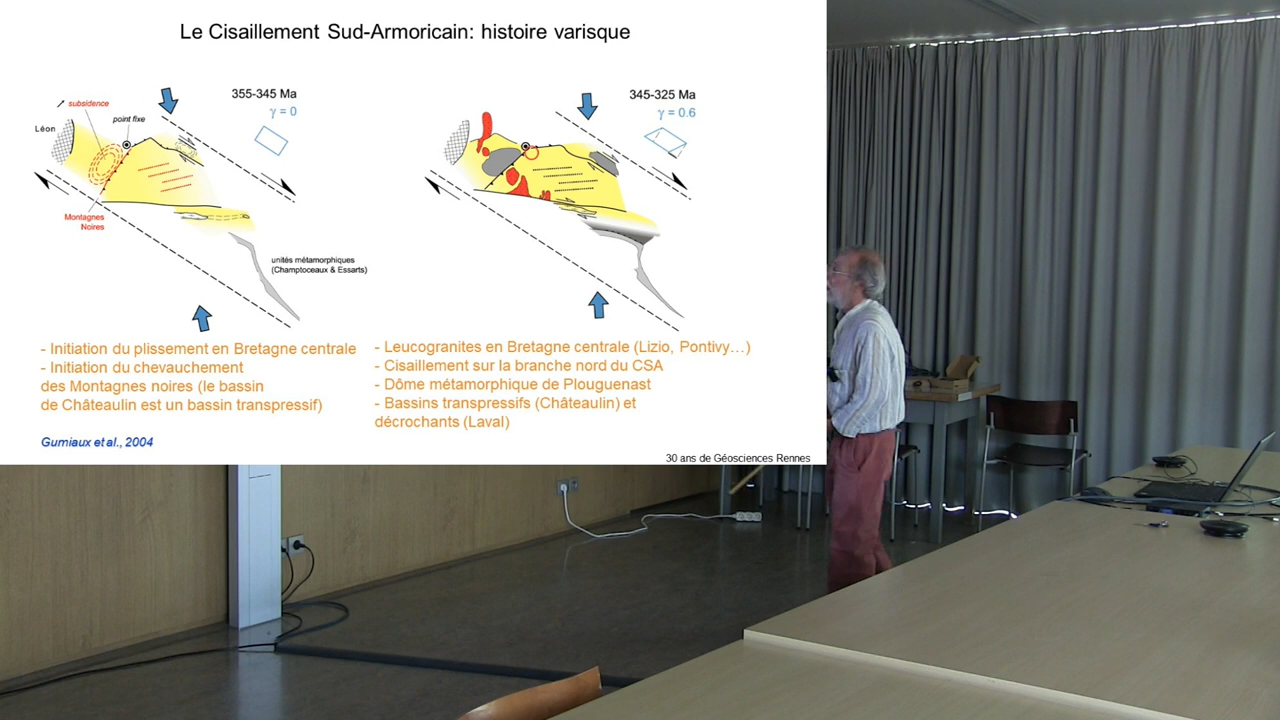 Le Cisaillement Sud-Armoricain: histoire varisque
355-345 Ma
γ = 0
subsidence
point fixe
Léon
Montagnes
Noires
unités métamorphiques
(Champtoceaux & Essarts)
345-325 Ma
γ = 0.6
- Initiation du plissement en Bretagne centrale
- Initiation du chevauchement
des Montagnes noires (le bassin
de Châteaulin est un bassin transpressif)
Gumiaux et al., 2004
- Leucogranites en Bretagne centrale (Lizio, Pontivy…)
- Cisaillement sur la branche nord du CSA
- Dôme métamorphique de Plouguenast
- Bassins transpressifs (Châteaulin) et
décrochants (Laval)
30 ans de Géosciences Rennes